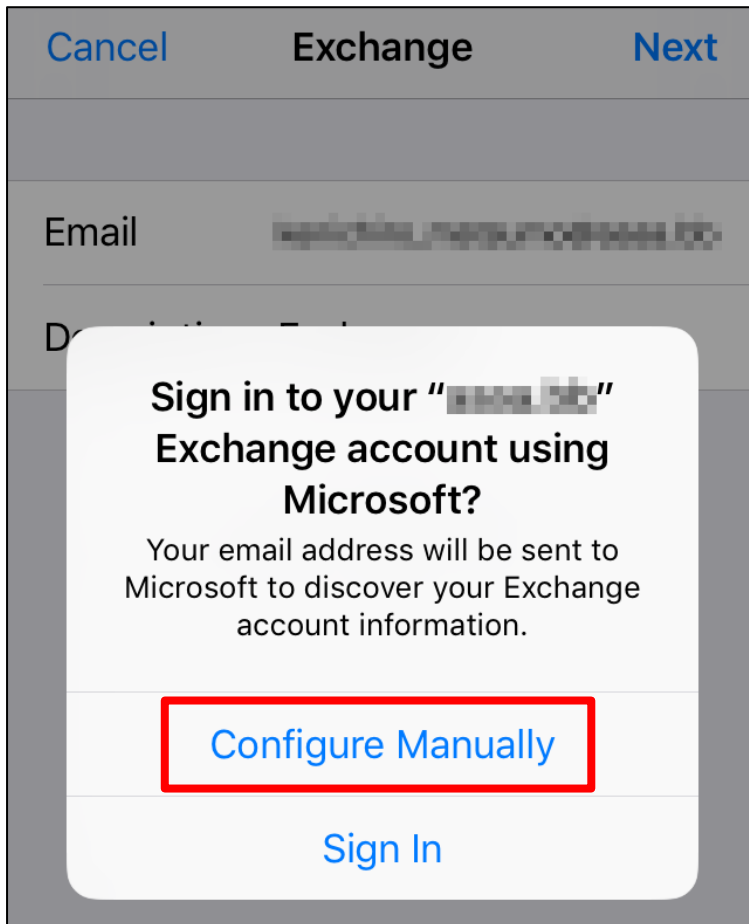 Cancel Exchange Next
Email
Sign in to your “ ”
Exchange account using
Microsoft?
Your email address will be sent to
Microsoft to discover your Exchange
account information.
Configure Manually
Sign In